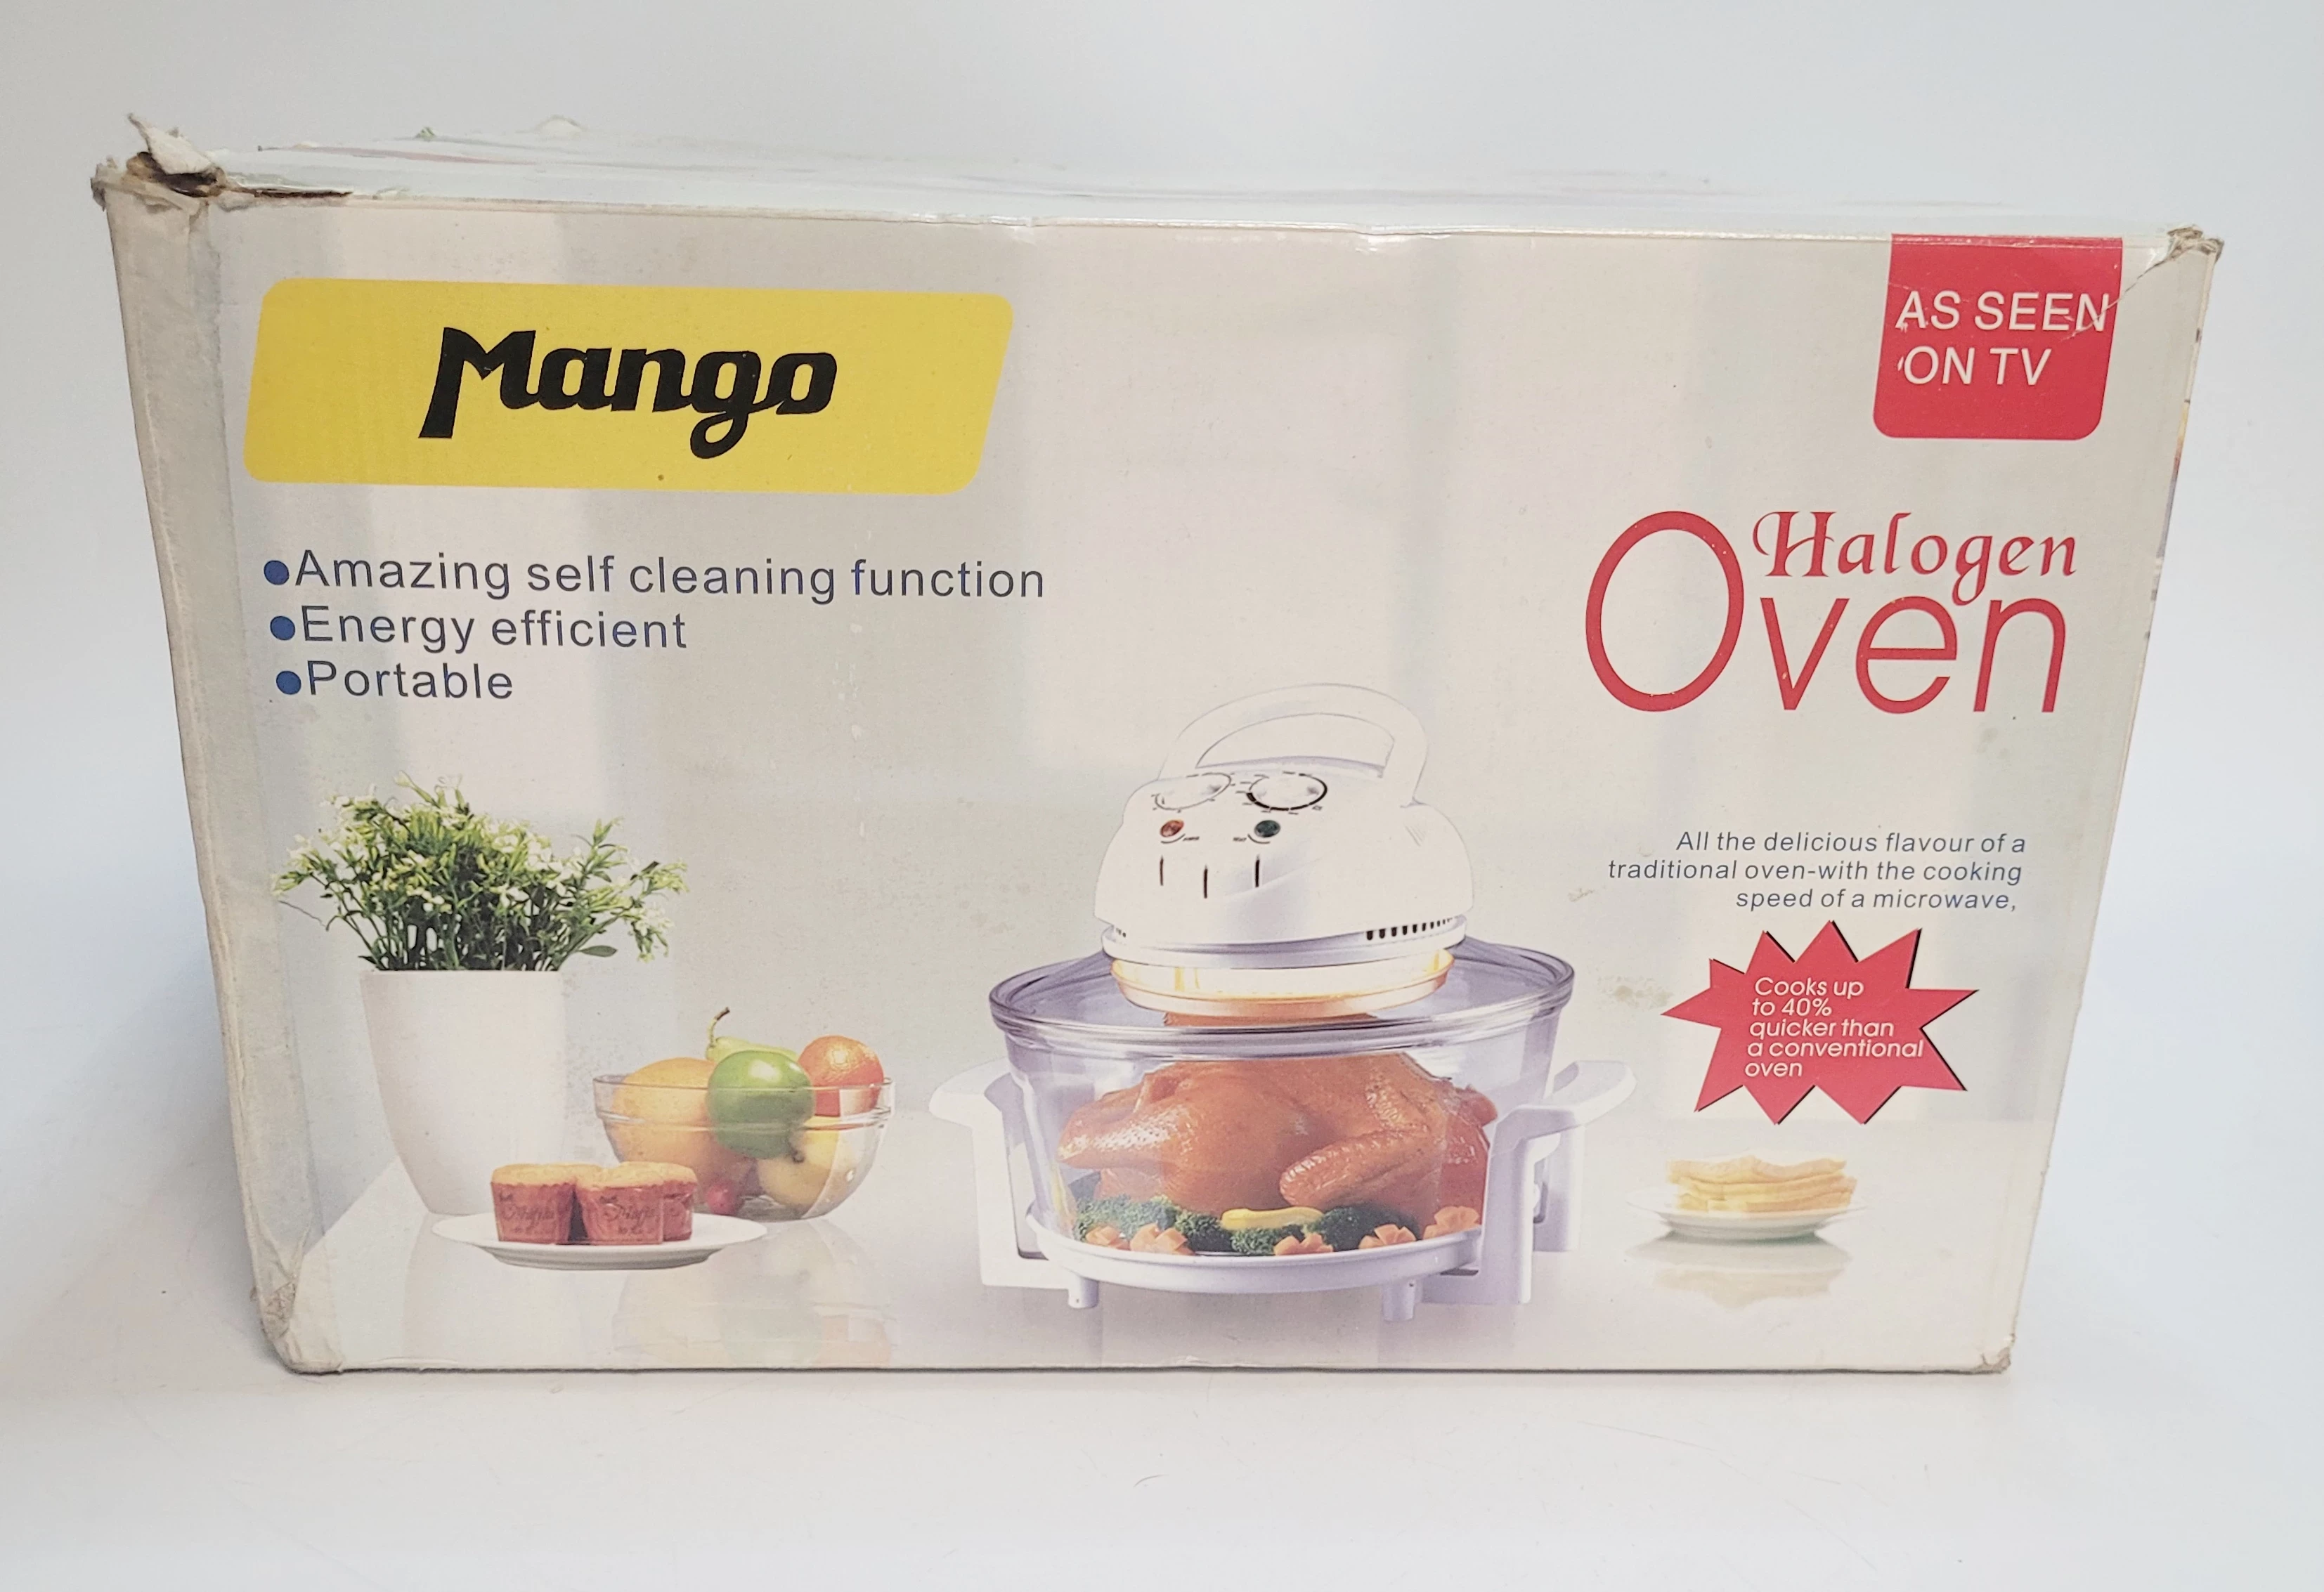 Mango
AS SEEN
ON TV
●Amazing self cleaning function
●Energy efficient
●Portable
Halogen
Oven
All the delicious flavour of a
traditional oven-with the cooking
speed of a microwave,
Cooks up
to 40%
quicker than
a conventional
oven